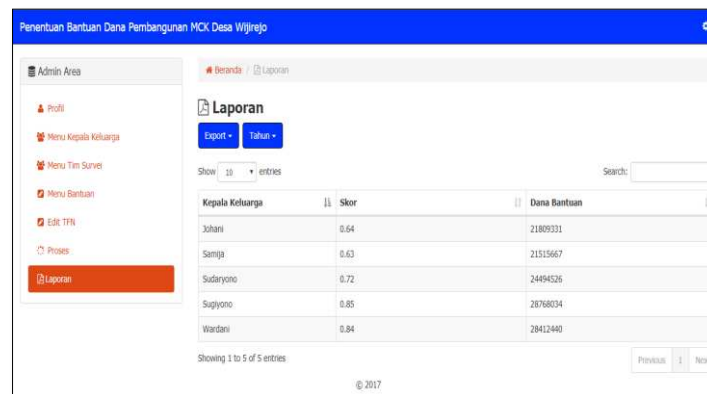 Penentuan Bantuan Dana Pembangunan MCK Desa Wijirejo
Admin Area
Profil
Menu Kepala Keluarga
Menu Tim Survei
Menu Bantuan
Edit TFN
Proses
Laporan
Beranda / Laporan
Laporan
Export Tahun
Show 10 entries Search:
Kepala Keluarga Skor Dana Bantuan
Johani 0.64 21809331
Samija 0.63 21515667
Sudaryono 0.72 24494526
Sugiyono 0.85 28768034
Wardani 0.84 28412440
Showing 1 to 5 of 5 entries
Previous 1
© 2017